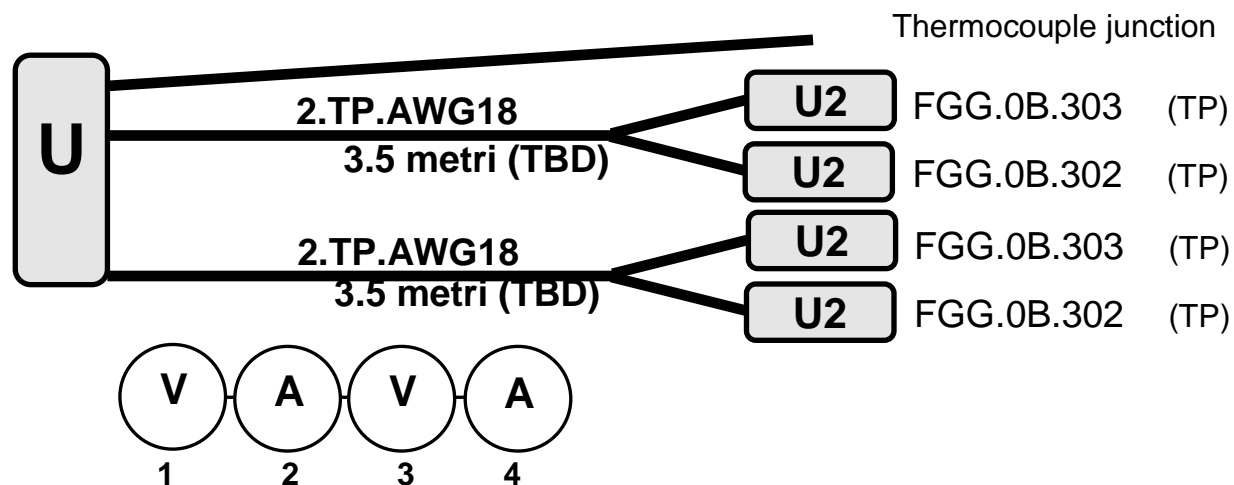 Thermocouple junction
U
2.TP.AWG18
3.5 metri (TBD)
U2 FGG.0B.303 (TP)
U2 FGG.0B.302 (TP)
2.TP.AWG18
3.5 metri (TBD)
U2 FGG.0B.303 (TP)
U2 FGG.0B.302 (TP)
V A V A
1 2 3 4